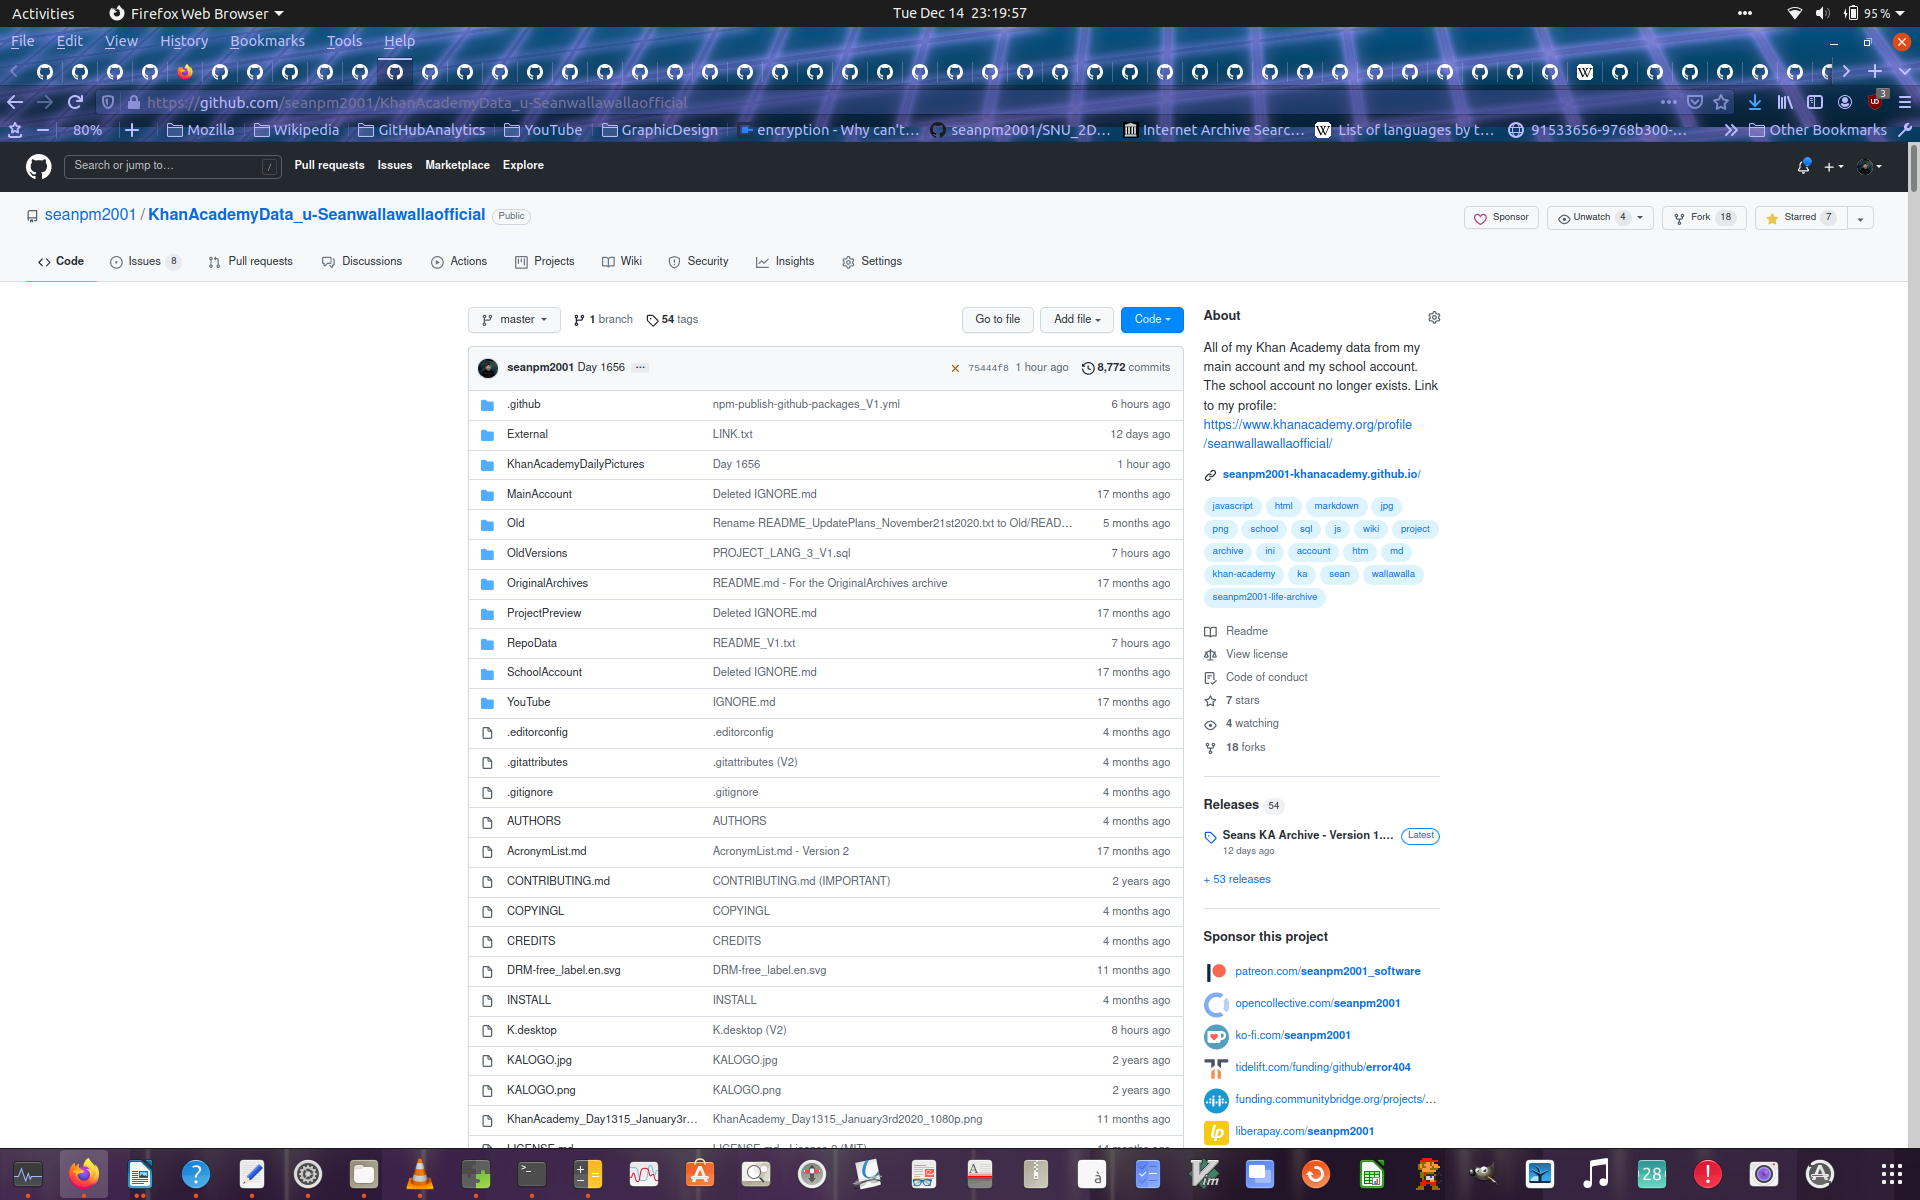 Activities
Firefox Web Browser
Tue Dec 14 23:19:57
95 %
File Edit View History Bookmarks Tools Help
https://github.com/seanpm2001/KhanAcademyData_u-Seanwallawallaofficial
3
80%
Mozilla
Wikipedia
GitHubAnalytics
YouTube
GraphicDesign
encryption - Why can't…
seanpm2001/SNU_2D…
Internet Archive Searc…
List of languages by t…
91533656-9768b300-…
Other Bookmarks
Search or jump to…
/
Pull requests
Issues
Marketplace
Explore
seanpm2001 / KhanAcademyData_u-Seanwallawallaofficial
Public
Sponsor
Unwatch 4
Fork 18
Starred 7
Code
Issues 8
Pull requests
Discussions
Actions
Projects
Wiki
Security
Insights
Settings
master
1 branch
54 tags
Go to file
Add file
Code
seanpm2001 Day 1656 ...
75444f8 1 hour ago
8,772 commits
.github npm-publish-github-packages_V1.yml 6 hours ago
External LINK.txt 12 days ago
KhanAcademyDailyPictures Day 1656 1 hour ago
MainAccount Deleted IGNORE.md 17 months ago
Old Rename README_UpdatePlans_November21st2020.txt to Old/READ… 5 months ago
OldVersions PROJECT_LANG_3_V1.sql 7 hours ago
OriginalArchives README.md - For the OriginalArchives archive 17 months ago
ProjectPreview Deleted IGNORE.md 17 months ago
RepoData README_V1.txt 7 hours ago
SchoolAccount Deleted IGNORE.md 17 months ago
YouTube IGNORE.md 17 months ago
.editorconfig .editorconfig 4 months ago
.gitattributes .gitattributes (V2) 4 months ago
.gitignore .gitignore 4 months ago
AUTHORS AUTHORS 4 months ago
AcronymList.md AcronymList.md - Version 2 17 months ago
CONTRIBUTING.md CONTRIBUTING.md (IMPORTANT) 2 years ago
COPYINGL COPYINGL 4 months ago
CREDITS CREDITS 4 months ago
DRM-free_label.en.svg DRM-free_label.en.svg 11 months ago
INSTALL INSTALL 4 months ago
K.desktop K.desktop (V2) 8 hours ago
KALOGO.jpg KALOGO.jpg 2 years ago
KALOGO.png KALOGO.png 2 years ago
KhanAcademy_Day1315_January3r… KhanAcademy_Day1315_January3rd2020_1080p.png 11 months ago
About
All of my Khan Academy data from my
main account and my school account.
The school account no longer exists. Link
to my profile:
https://www.khanacademy.org/profile
/seanwallawallaofficial/
seanpm2001-khanacademy.github.io/
javascript html markdown jpg
png school sql js wiki project
archive ini account htm md
khan-academy ka sean wallawalla
seanpm2001-life-archive
Readme
View license
Code of conduct
7 stars
4 watching
18 forks
Releases 54
Seans KA Archive - Version 1.… Latest
12 days ago
+ 53 releases
Sponsor this project
patreon.com/seanpm2001_software
opencollective.com/seanpm2001
ko-fi.com/seanpm2001
tidelift.com/funding/github/error404
funding.communitybridge.org/projects/…
liberapay.com/seanpm2001
28